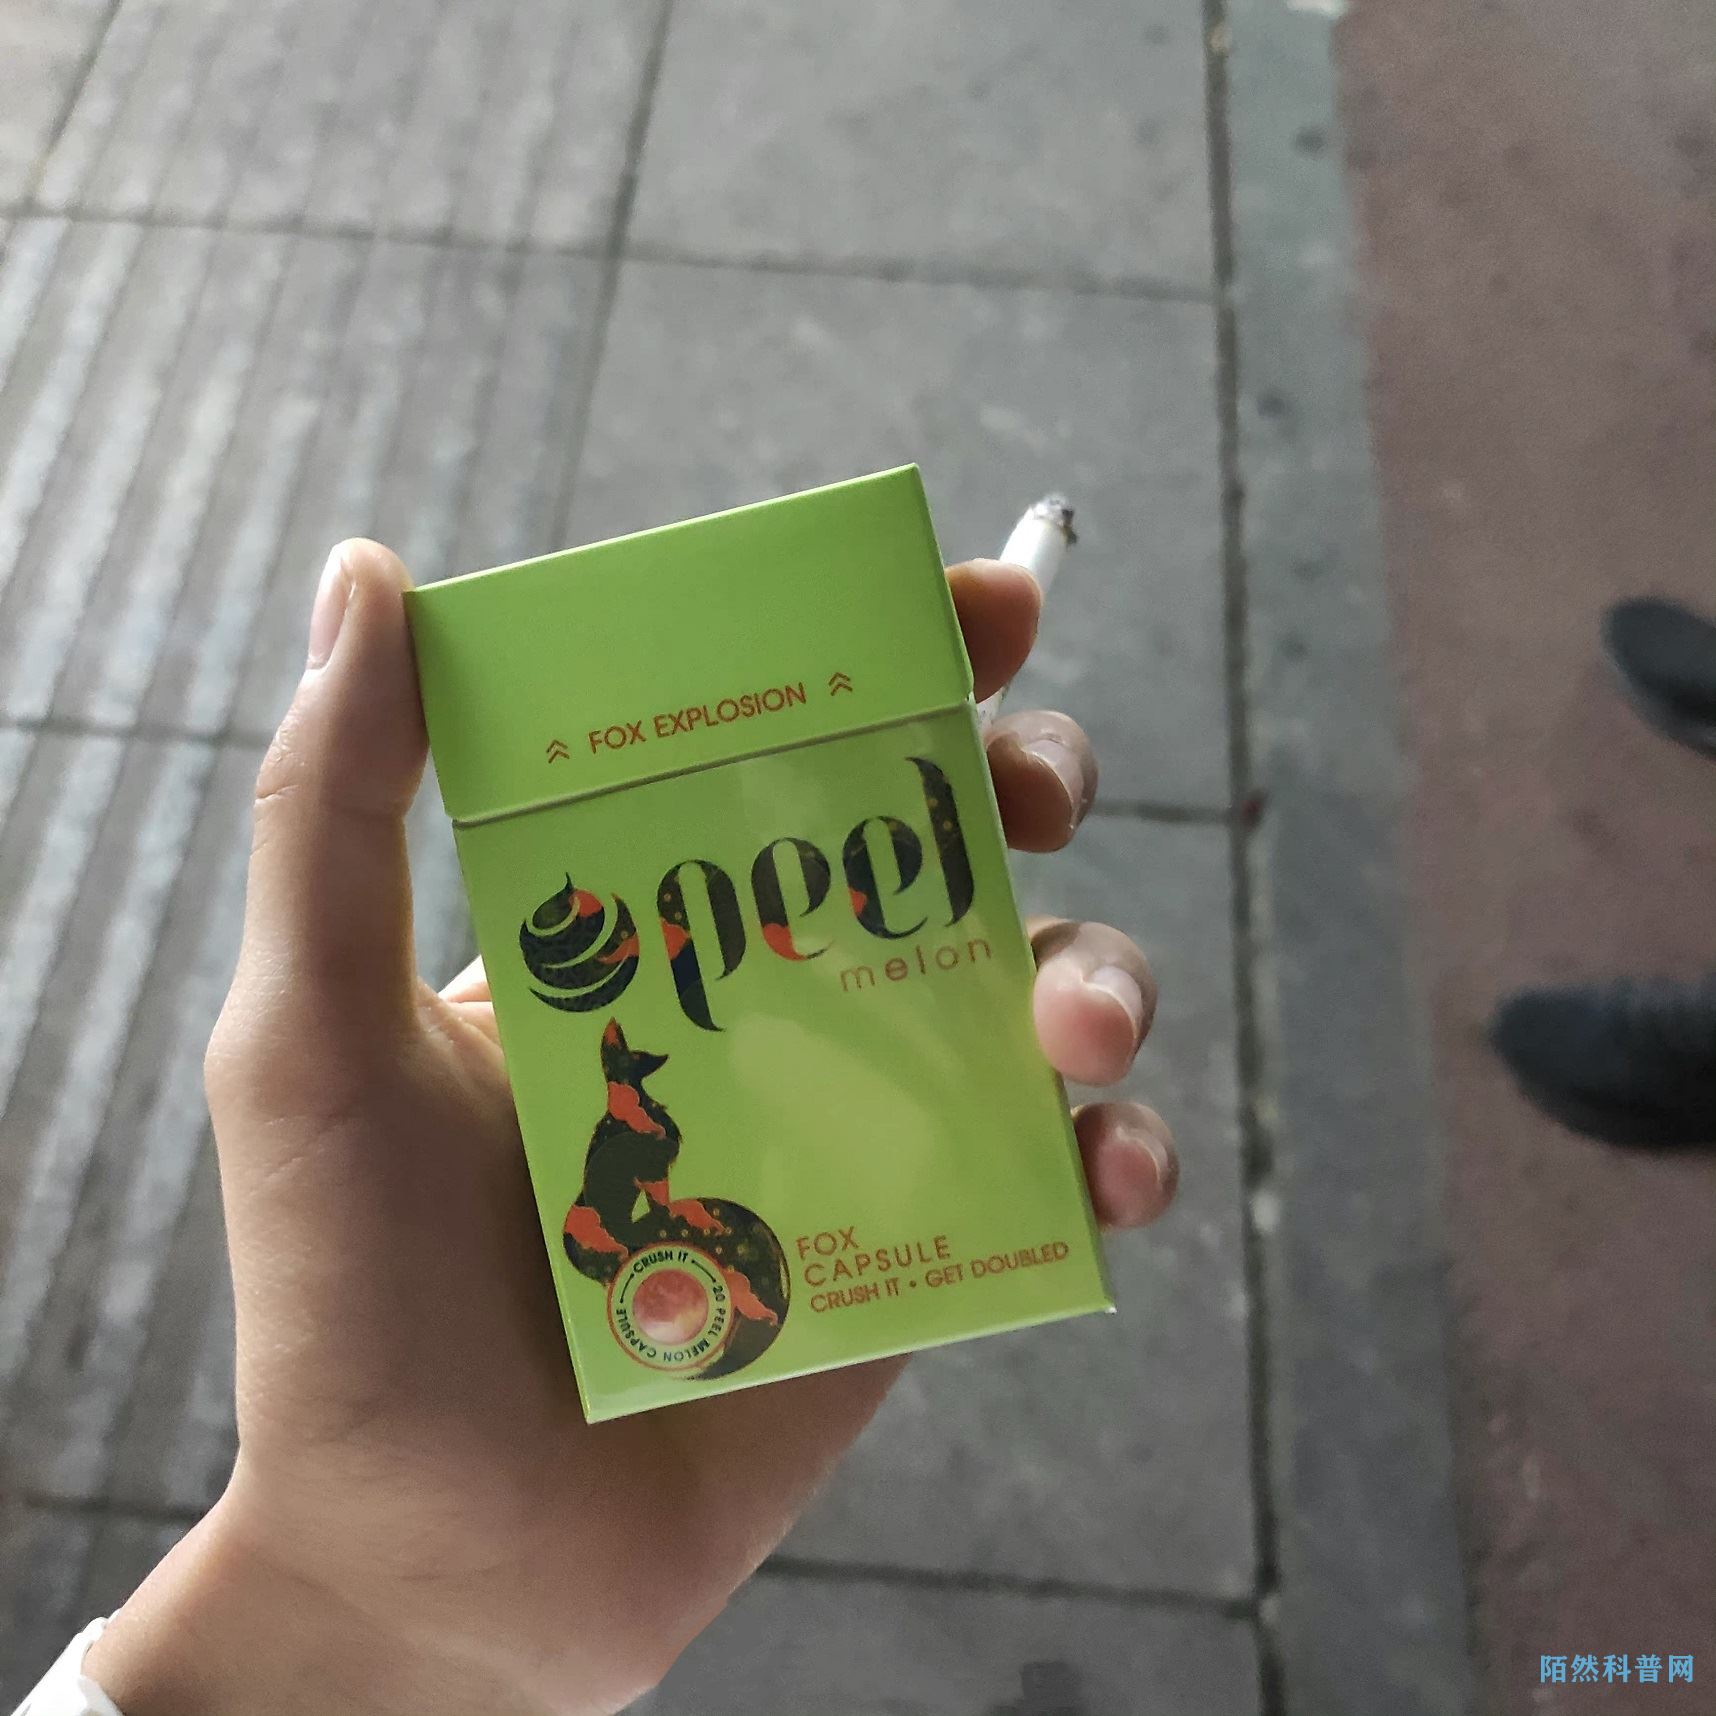 FOX EXPLOSION
peel
melon
FOX
CAPSULE
CRUSH IT • GET DOUBLED
CRUSH IT
20 PEEL MELON CAPSULE
陌然科普网